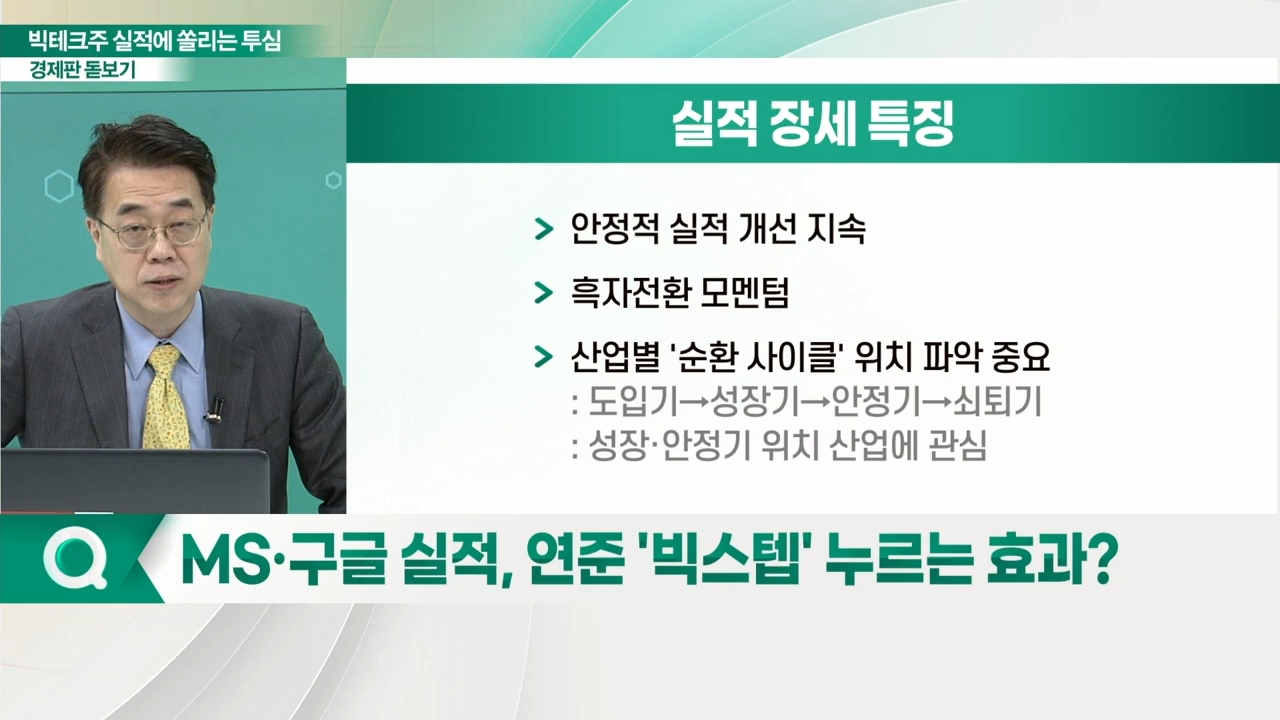 빅테크주 실적에 쏠리는 투심
경제판 돋보기
실적 장세 특징
> 안정적 실적 개선 지속
> 흑자전환 모멘텀
> 산업별 '순환 사이클' 위치 파악 중요
: 도입기→성장기→안정기→쇠퇴기
: 성장·안정기 위치 산업에 관심
MS·구글 실적, 연준 '빅스텝' 누르는 효과?